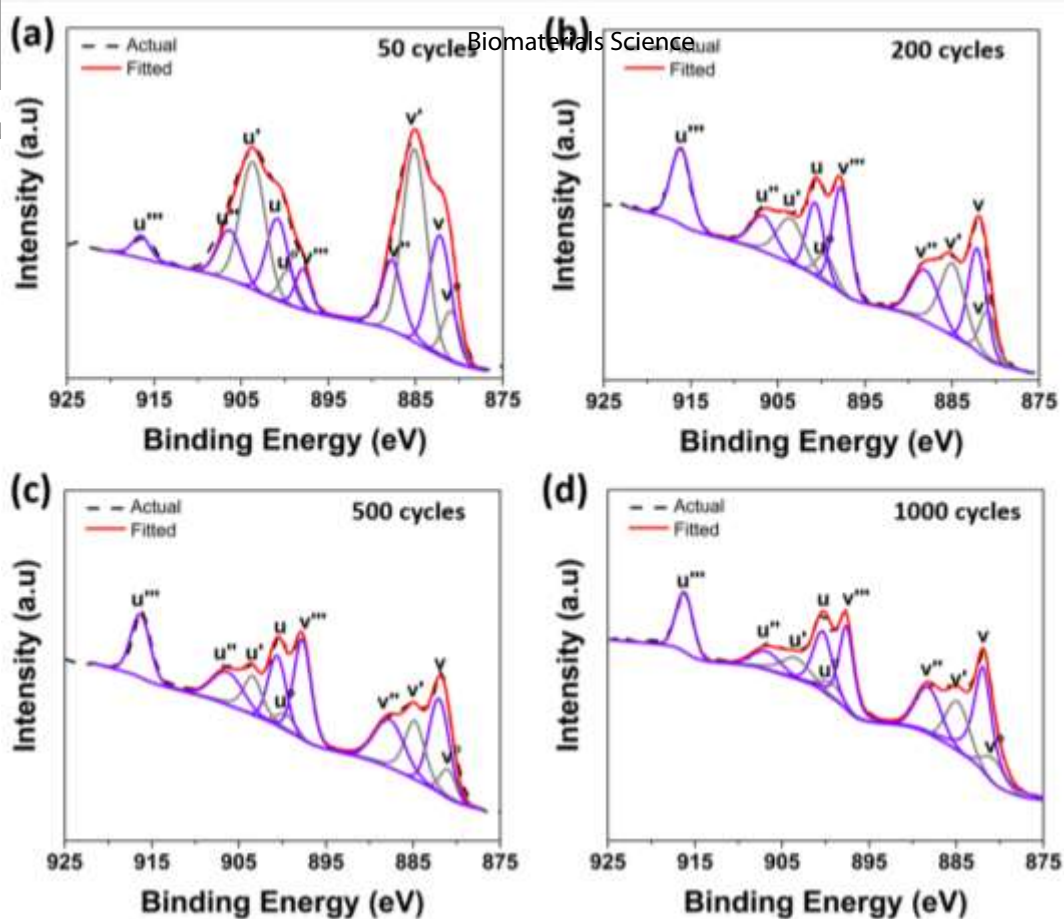 Biomaterials Science
(a)
Actual
Fitted
50 cycles
u'''
u''
u'
u
u°
v'''
v''
v'
v
v°
Intensity (a.u)
925 915 905 895 885 875
Binding Energy (eV)
(b)
Actual
Fitted
200 cycles
u'''
u''
u'
u
u°
v'''
v''
v'
v
v°
Intensity (a.u)
925 915 905 895 885 875
Binding Energy (eV)
(c)
Actual
Fitted
500 cycles
u'''
u''
u'
u
u°
v'''
v''
v'
v
v°
Intensity (a.u)
925 915 905 895 885 875
Binding Energy (eV)
(d)
Actual
Fitted
1000 cycles
u'''
u''
u'
u
u°
v'''
v''
v'
v
v°
Intensity (a.u)
925 915 905 895 885 875
Binding Energy (eV)